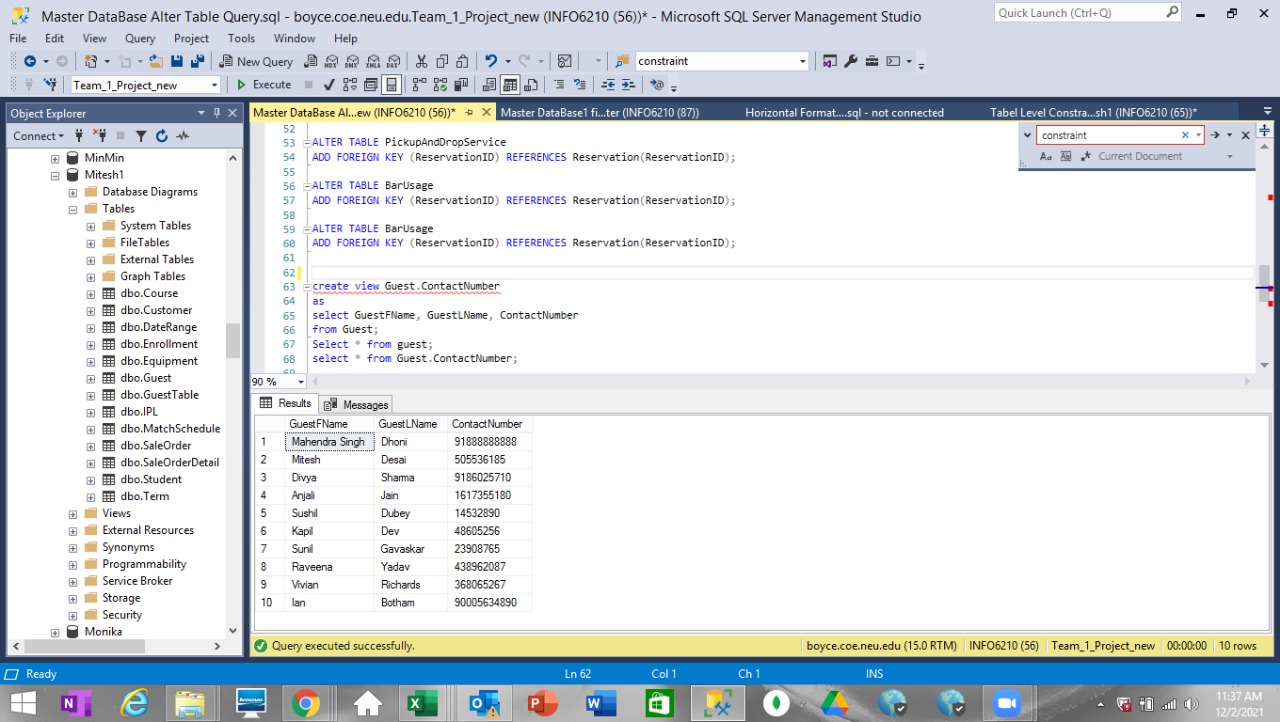 Master DataBase Alter Table Query.sql - boyce.coe.neu.edu.Team_1_Project_new (INFO6210 (56))* - Microsoft SQL Server Management Studio
Quick Launch (Ctrl+Q)
File Edit View Query Project Tools Window Help
New Query
MDX DMX XMLA DAX
constraint
Team_1_Project_new
Execute
Object Explorer
Master DataBase Al...ew (INFO6210 (56))*
Master DataBase1 fi...ter (INFO6210 (87))
Horizontal Format....sql - not connected
Tabel Level Constra...sh1 (INFO6210 (65))*
Connect
MinMin
Mitesh1
Database Diagrams
Tables
System Tables
FileTables
External Tables
Graph Tables
dbo.Course
dbo.Customer
dbo.DateRange
dbo.Enrollment
dbo.Equipment
dbo.Guest
dbo.GuestTable
dbo.IPL
dbo.MatchSchedule
dbo.SaleOrder
dbo.SaleOrderDetail
dbo.Student
dbo.Term
Views
External Resources
Synonyms
Programmability
Service Broker
Storage
Security
Monika
52
53 ALTER TABLE PickupAndDropService
54 ADD FOREIGN KEY (ReservationID) REFERENCES Reservation(ReservationID);
55
56 ALTER TABLE BarUsage
57 ADD FOREIGN KEY (ReservationID) REFERENCES Reservation(ReservationID);
58
59 ALTER TABLE BarUsage
60 ADD FOREIGN KEY (ReservationID) REFERENCES Reservation(ReservationID);
61
62
63 create view Guest.ContactNumber
64 as
65 select GuestFName, GuestLName, ContactNumber
66 from Guest;
67 Select * from guest;
68 select * from Guest.ContactNumber;
69
constraint
Aa Current Document
90 %
Results Messages
GuestFName GuestLName ContactNumber
1 Mahendra Singh Dhoni 91888888888
2 Mitesh Desai 505536185
3 Divya Sharma 9186025710
4 Anjali Jain 1617355180
5 Sushil Dubey 14532890
6 Kapil Dev 48605256
7 Sunil Gavaskar 23908765
8 Raveena Yadav 438962087
9 Vivian Richards 368065267
10 Ian Botham 90005634890
Query executed successfully.
boyce.coe.neu.edu (15.0 RTM) INFO6210 (56) Team_1_Project_new 00:00:00 10 rows
Ready Ln 62 Col 1 Ch 1 INS
11:37 AM
12/2/2021